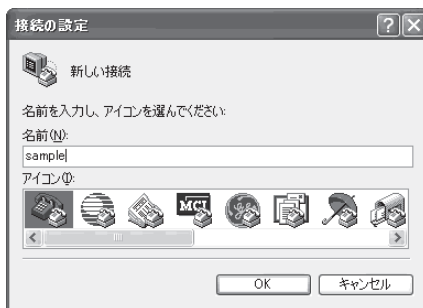 接続の設定
新しい接続
名前を入力し、アイコンを選んでください:
名前(N):
sample
アイコン(I):
MCI
OK キャンセル